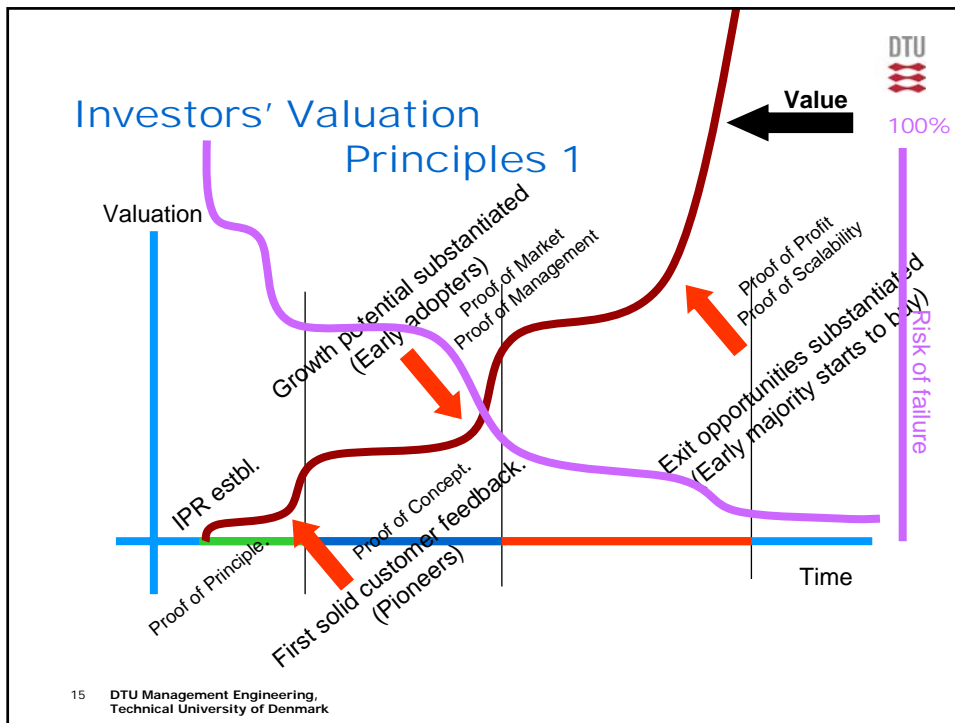 DTU
Investors' Valuation
Principles 1
Value
100%
Valuation
Growth potential substantiated
(Early adopters)
Proof of Market
Proof of Management
Proof of Profit
Proof of Scalability
Exit opportunities substantiated
(Early majority starts to buy)
Risk of failure
IPR estbl.
Proof of Principle.
Proof of Concept.
First solid customer feedback.
(Pioneers)
Time
15 DTU Management Engineering,
Technical University of Denmark